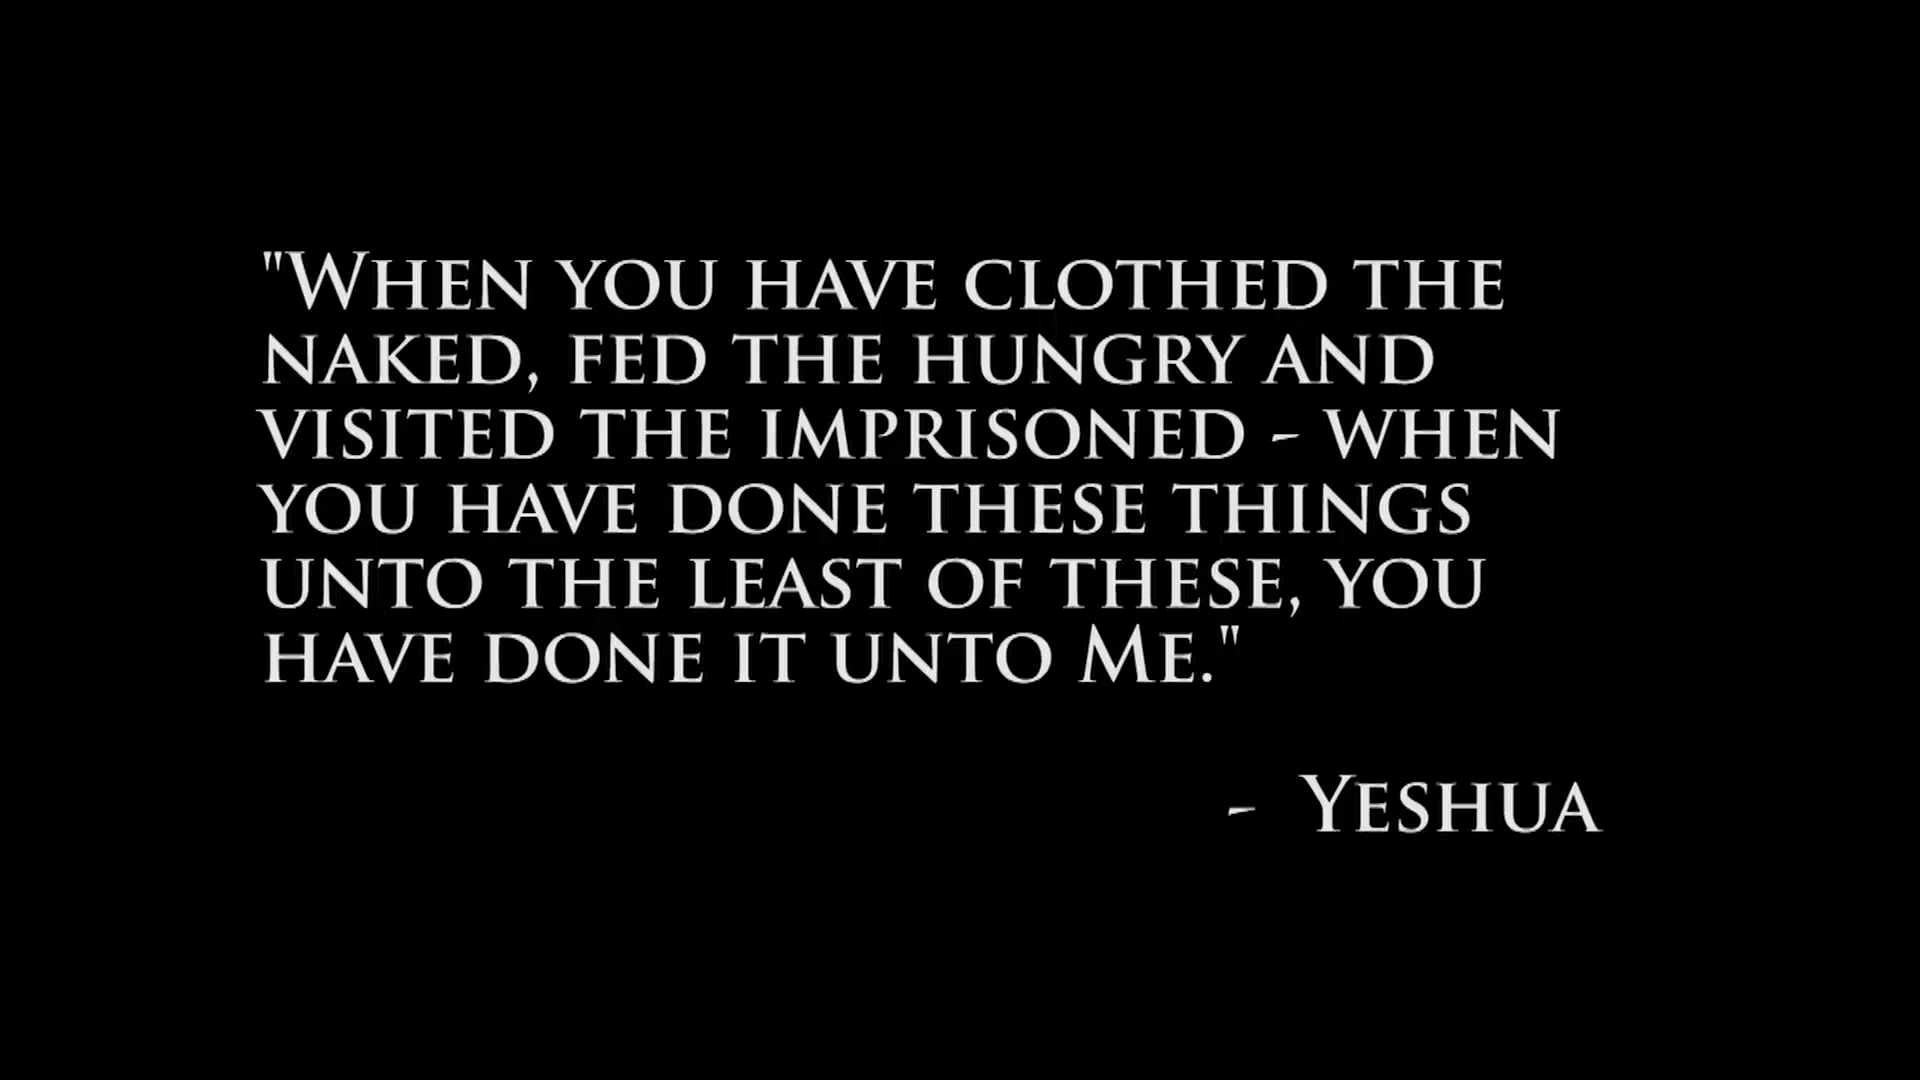 "When you have clothed the
naked, fed the hungry and
visited the imprisoned - when
you have done these things
unto the least of these, you
have done it unto Me."
- Yeshua